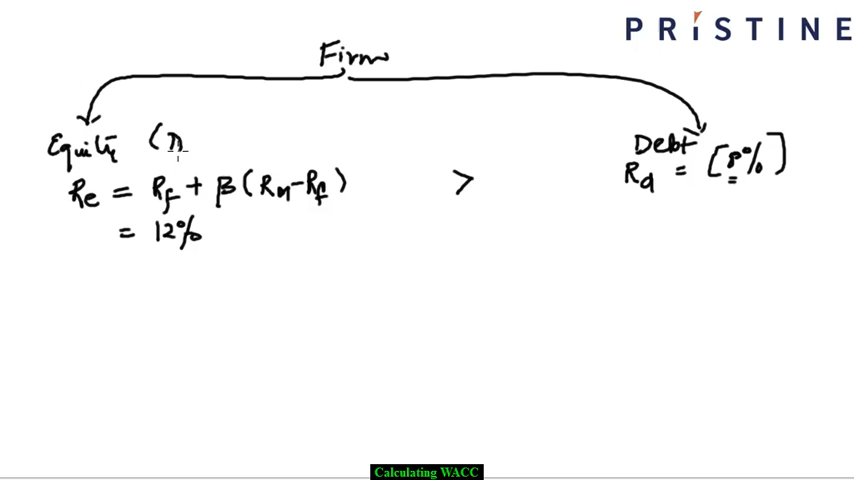 PRISTINE
Firm
Equity (
Debt
Re = Rf + β(RM-Rf) > Rd = [8%]
= 12%
Calculating WACC